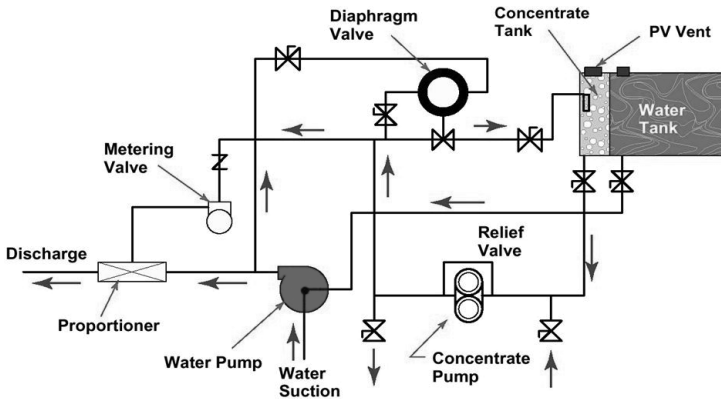 Diaphragm
Valve
Concentrate
Tank
PV Vent
Water
Tank
Metering
Valve
Discharge
Relief
Valve
Proportioner
Water Pump
Water
Suction
Concentrate
Pump